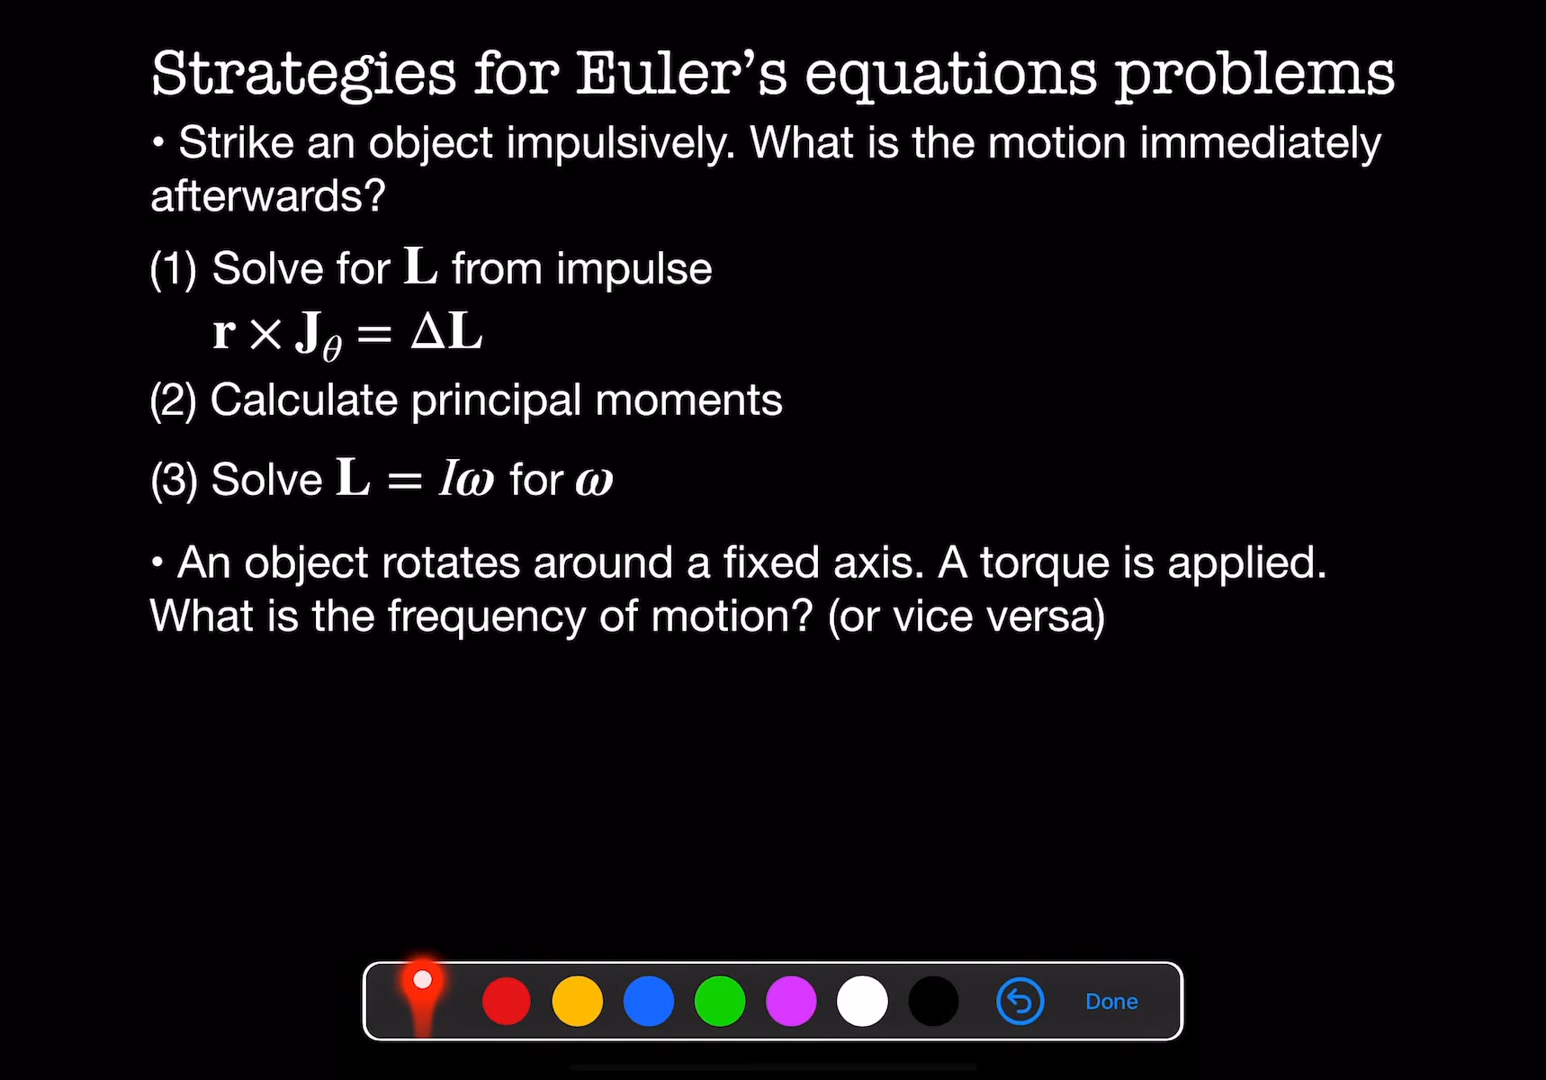 Strategies for Euler’s equations problems
• Strike an object impulsively. What is the motion immediately
afterwards?
(1) Solve for L from impulse
r × J_θ = ΔL
(2) Calculate principal moments
(3) Solve L = Iω for ω
• An object rotates around a fixed axis. A torque is applied.
What is the frequency of motion? (or vice versa)
Done